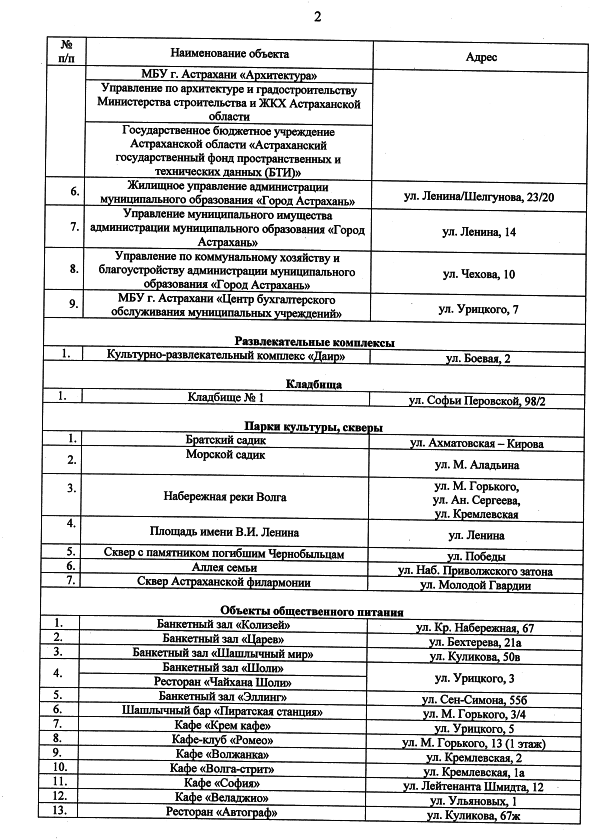 2
№ п/п
Наименование объекта
Адрес
МБУ г. Астрахани «Архитектура»
Управление по архитектуре и градостроительству
Министерства строительства и ЖКХ Астраханской
области
Государственное бюджетное учреждение
Астраханской области «Астраханский
государственный фонд пространственных и
технических данных (БТИ)»
6. Жилищное управление администрации
муниципального образования «Город Астрахань»
ул. Ленина/Шелгунова, 23/20
7. Управление муниципального имущества
администрации муниципального образования «Город
Астрахань»
ул. Ленина, 14
8. Управление по коммунальному хозяйству и
благоустройству администрации муниципального
образования «Город Астрахань»
ул. Чехова, 10
9. МБУ г. Астрахани «Центр бухгалтерского
обслуживания муниципальных учреждений»
ул. Урицкого, 7
Развлекательные комплексы
1. Культурно-развлекательный комплекс «Даир» ул. Боевая, 2
Кладбища
1. Кладбище № 1 ул. Софьи Перовской, 98/2
Парки культуры, скверы
1. Братский садик ул. Ахматовская – Кирова
2. Морской садик ул. М. Аладьина
3. Набережная реки Волга
ул. М. Горького,
ул. Ан. Сергеева,
ул. Кремлевская
4. Площадь имени В.И. Ленина ул. Ленина
5. Сквер с памятником погибшим Чернобыльцам ул. Победы
6. Аллея семьи ул. Наб. Приволжского затона
7. Сквер Астраханской филармонии ул. Молодой Гвардии
Объекты общественного питания
1. Банкетный зал «Колизей» ул. Кр. Набережная, 67
2. Банкетный зал «Царев» ул. Бехтерева, 21а
3. Банкетный зал «Шашлычный мир» ул. Куликова, 50в
4. Банкетный зал «Шоли»
Ресторан «Чайхана Шоли»
ул. Урицкого, 3
5. Банкетный зал «Эллинг» ул. Сен-Симона, 55б
6. Шашлычный бар «Пиратская станция» ул. М. Горького, 3/4
7. Кафе «Крем кафе» ул. Урицкого, 5
8. Кафе-клуб «Ромео» ул. М. Горького, 13 (1 этаж)
9. Кафе «Волжанка» ул. Кремлевская, 2
10. Кафе «Волга-стрит» ул. Кремлевская, 1а
11. Кафе «София» ул. Лейтенанта Шмидта, 12
12. Кафе «Веладжио» ул. Ульяновых, 1
13. Ресторан «Автограф» ул. Куликова, 67ж